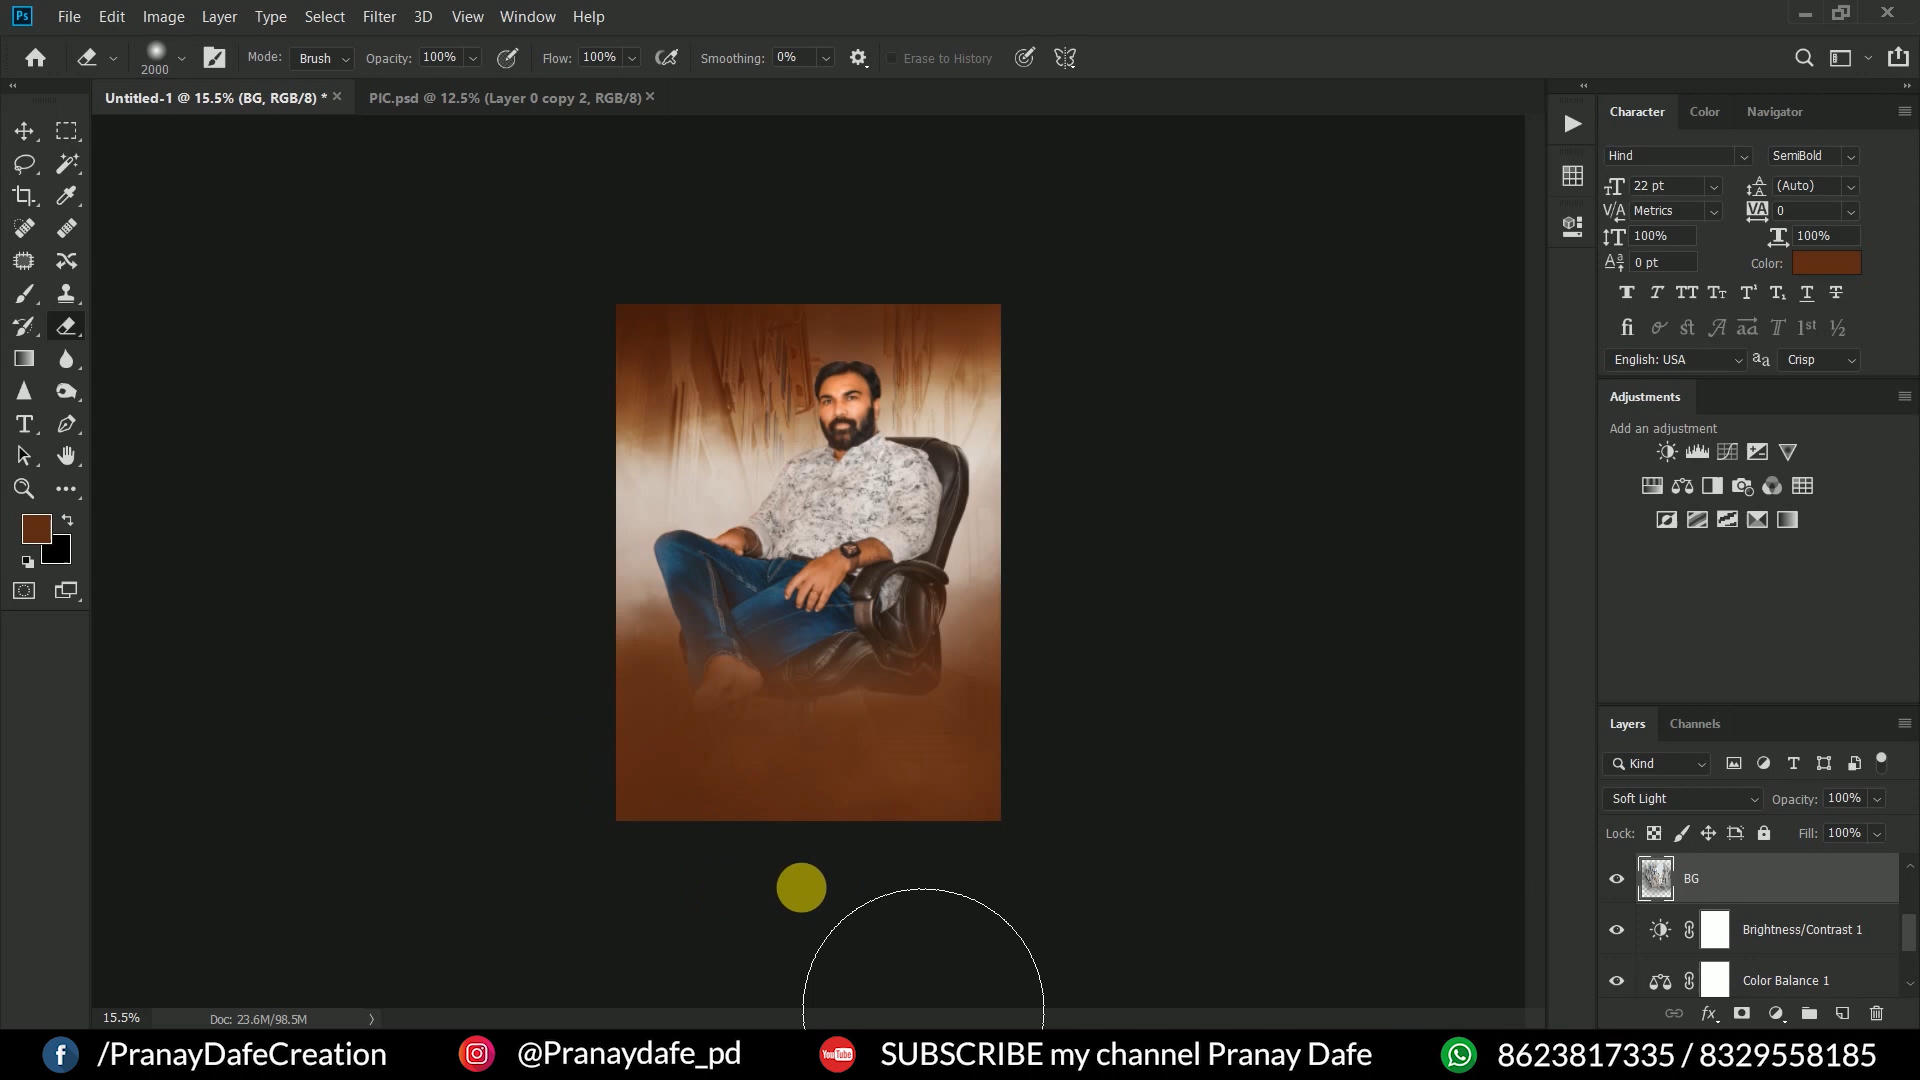 Ps File Edit Image Layer Type Select Filter 3D View Window Help
2000 Mode: Brush Opacity: 100% Flow: 100% Smoothing: 0% Erase to History
Untitled-1 @ 15.5% (BG, RGB/8) * × PIC.psd @ 12.5% (Layer 0 copy 2, RGB/8) ×
Character Color Navigator
Hind SemiBold
22 pt (Auto)
Metrics 0
100% 100%
0 pt Color:
English: USA Crisp
Adjustments
Add an adjustment
Layers Channels
Kind
Soft Light Opacity: 100%
Lock: Fill: 100%
BG
Brightness/Contrast 1
Color Balance 1
15.5% Doc: 23.6M/98.5M
/PranayDafeCreation @Pranaydafe_pd YouTube SUBSCRIBE my channel Pranay Dafe 8623817335 / 8329558185